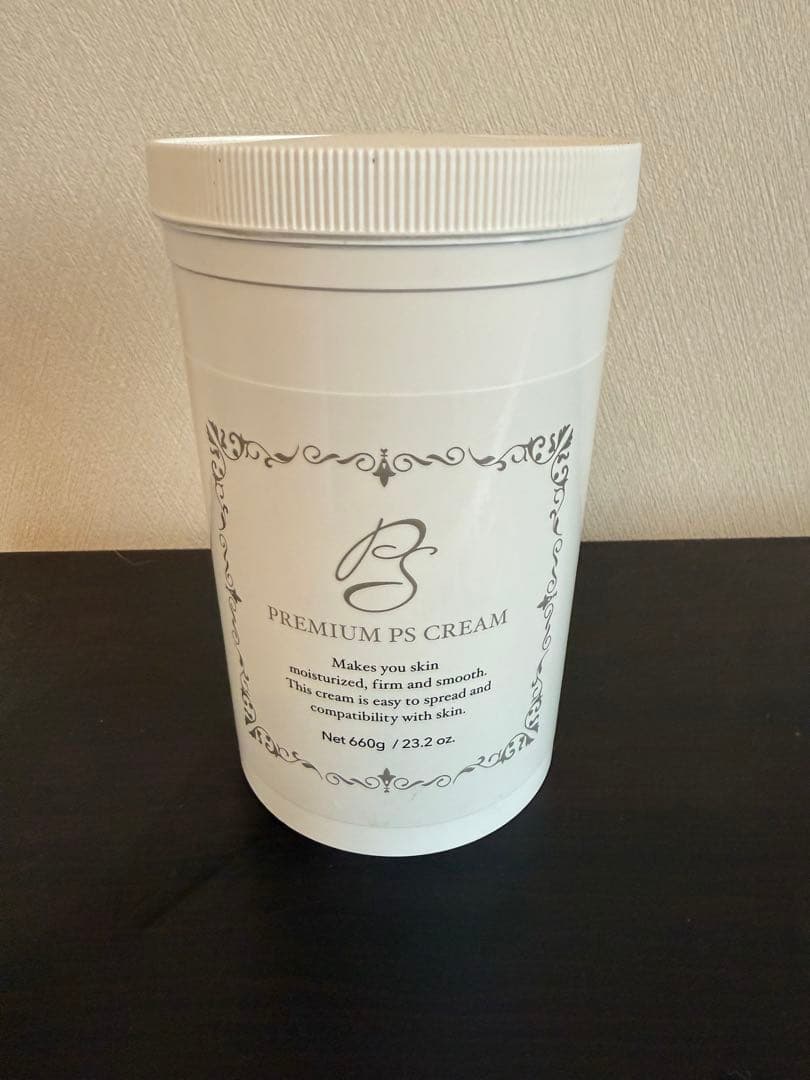 PS
PREMIUM PS CREAM
Makes you skin
moisturized, firm and smooth.
This cream is easy to spread and
compatibility with skin.
Net 660g / 23.2 oz.